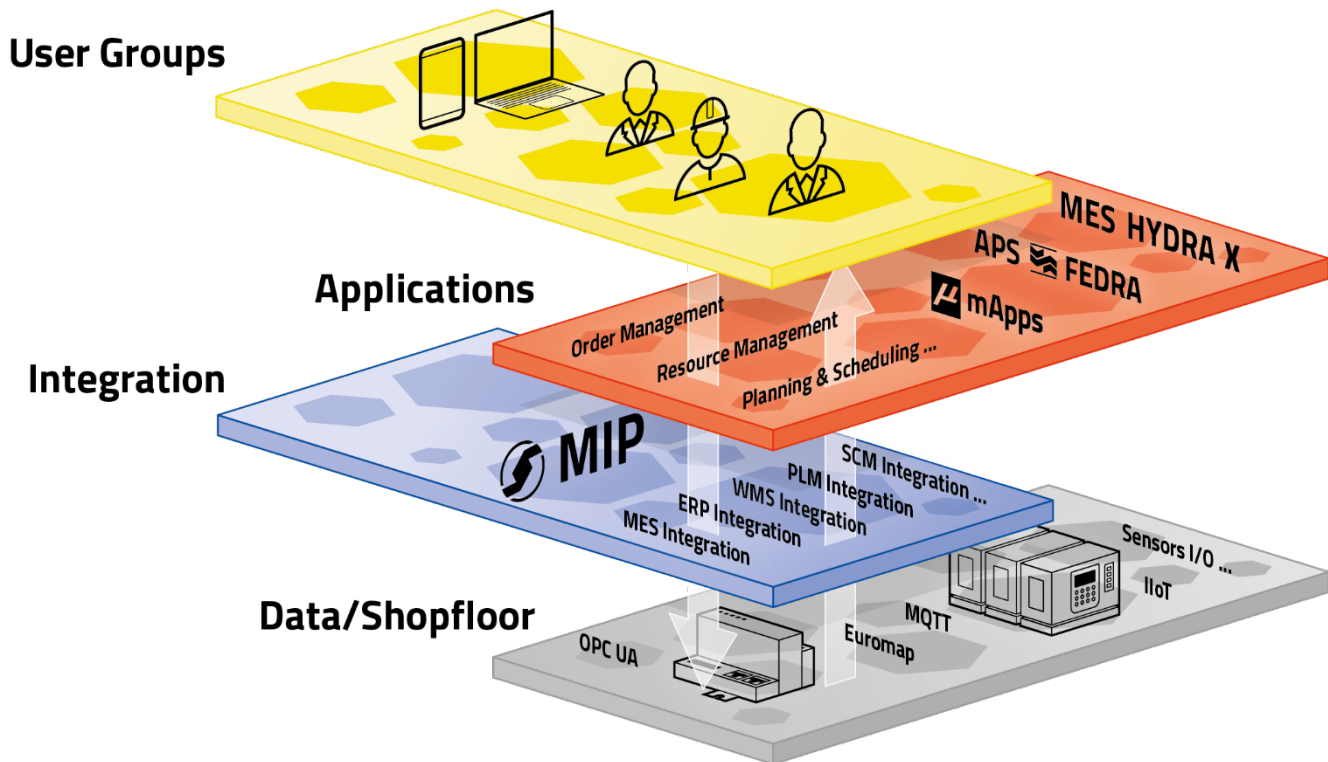 User Groups
Applications
MES HYDRA X
APS FEDRA
µ mApps
Order Management
Resource Management
Planning & Scheduling ...
Integration
MIP
SCM Integration ...
PLM Integration
WMS Integration
ERP Integration
MES Integration
Data/Shopfloor
Sensors I/O ...
IIoT
MQTT
Euromap
OPC UA